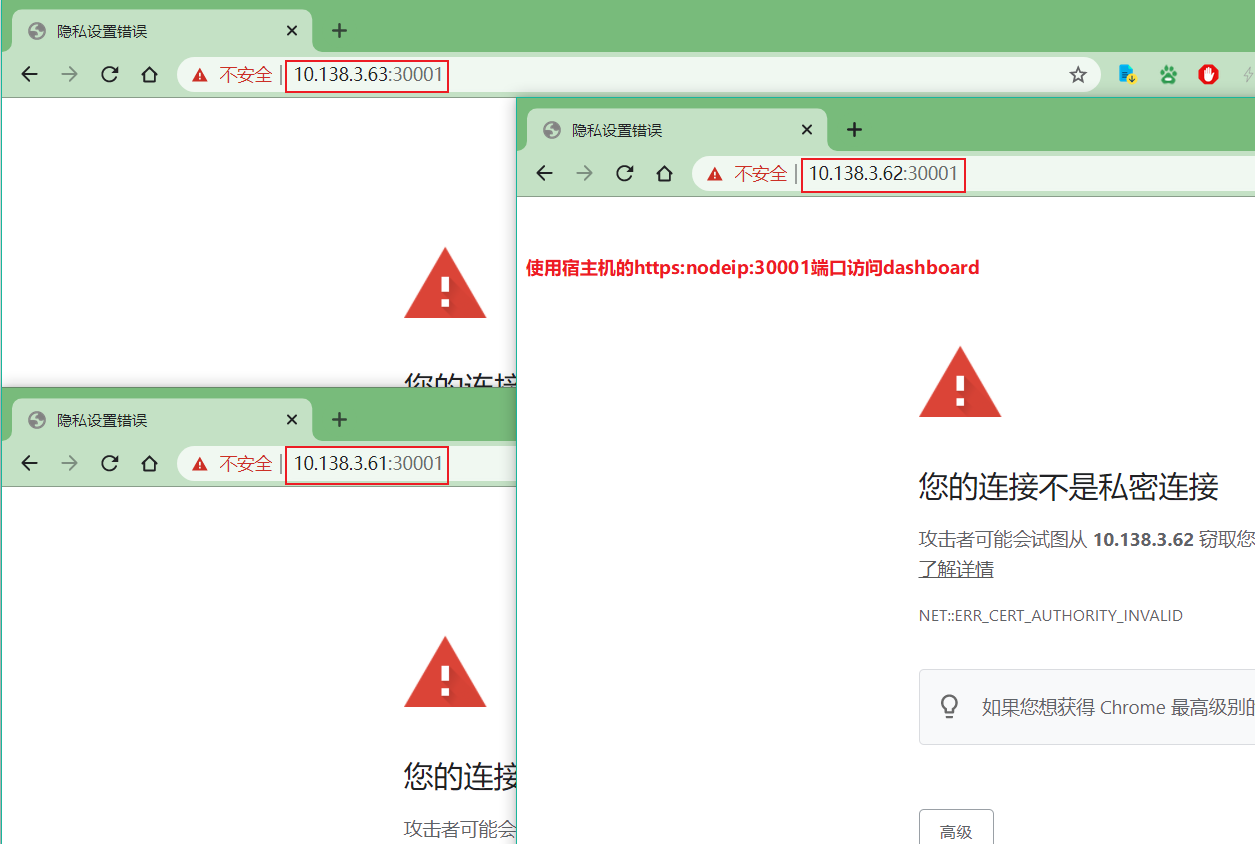 隐私设置错误
不安全 | 10.138.3.63:30001
您的连接
隐私设置错误
不安全 | 10.138.3.62:30001
使用宿主机的https:nodeip:30001端口访问dashboard
您的连接不是私密连接
攻击者可能会试图从 10.138.3.62 窃取您
了解详情
NET::ERR_CERT_AUTHORITY_INVALID
如果您想获得 Chrome 最高级别的
高级
隐私设置错误
不安全 | 10.138.3.61:30001
您的连接
攻击者可能会